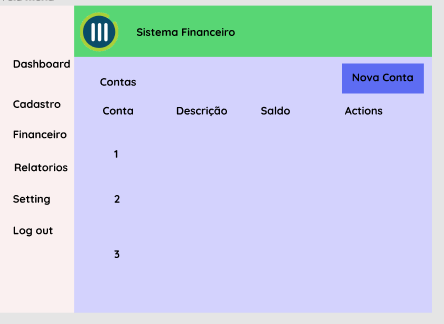 Sistema Financeiro
Dashboard
Cadastro
Financeiro
Relatorios
Setting
Log out
Contas
Nova Conta
Conta Descrição Saldo Actions
1
2
3